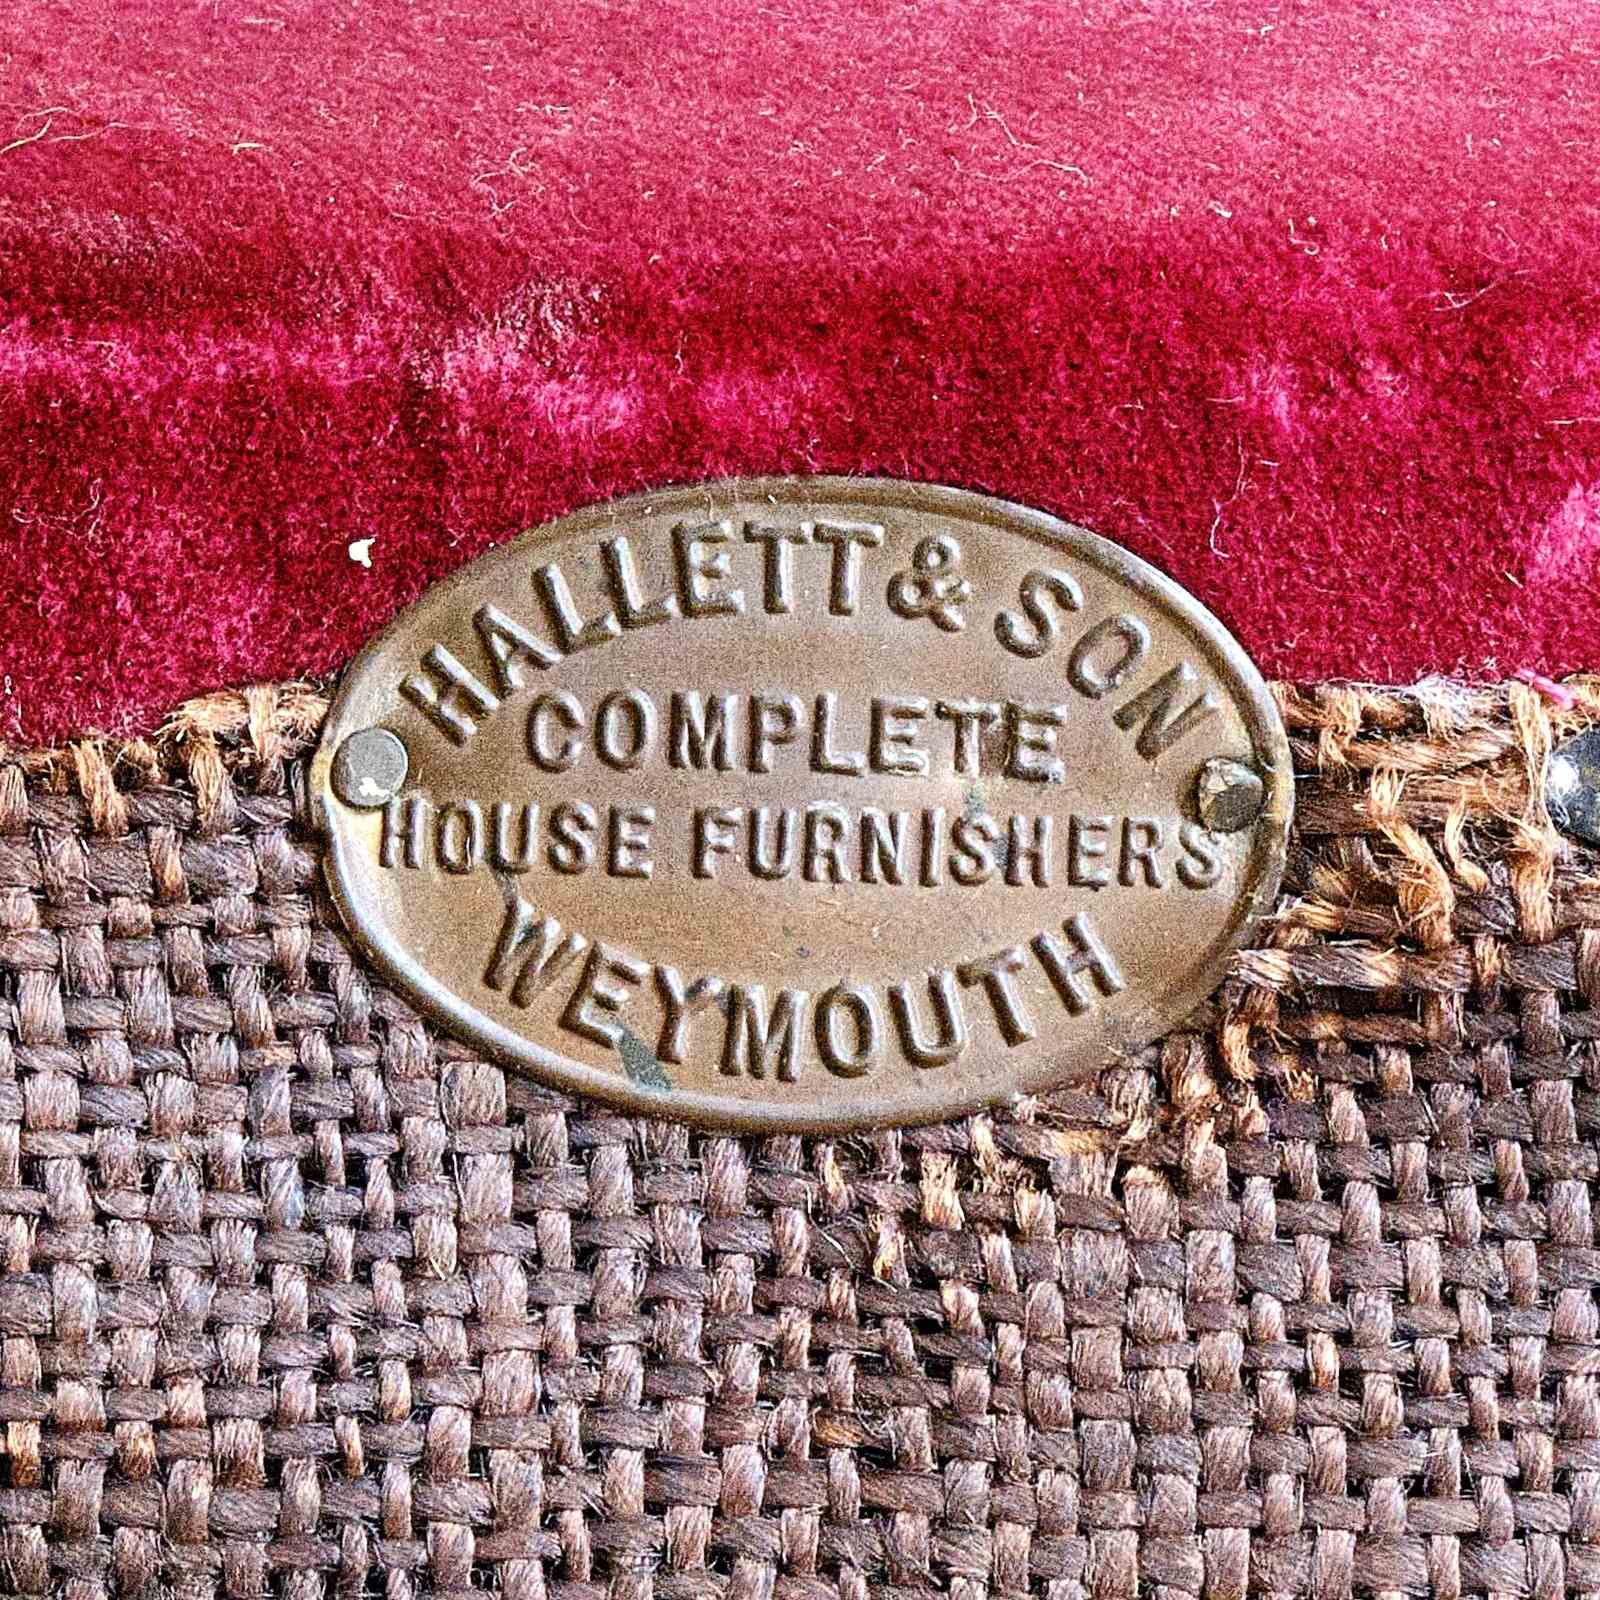 HALLETT & SON
COMPLETE
HOUSE FURNISHERS
WEYMOUTH